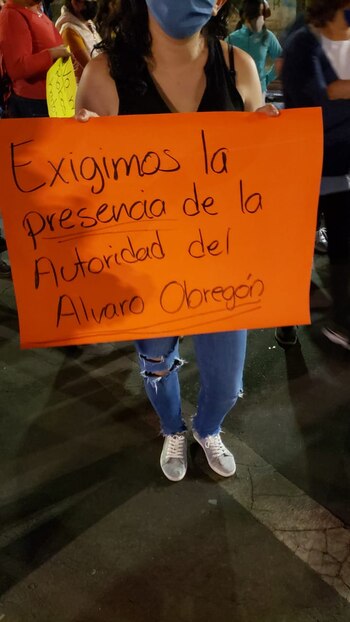 Exigimos la
presencia de la
Autoridad del
Alvaro Obregón